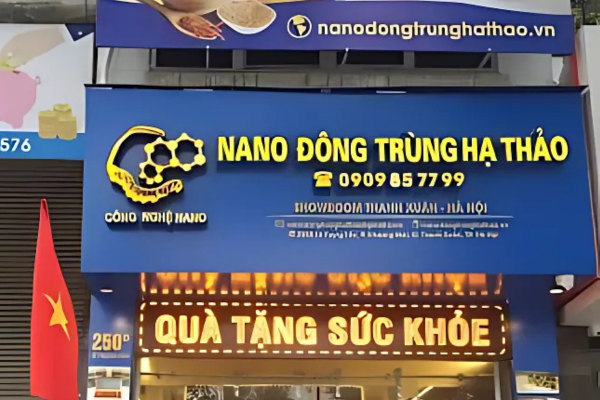 nanodongtrunghathao.vn
576
NANO ĐÔNG TRÙNG HẠ THẢO
0909 85 77 99
CÔNG NGHỆ NANO
SHOWROOM THANH XUÂN - HÀ NỘI
QUÀ TẶNG SỨC KHỎE
250